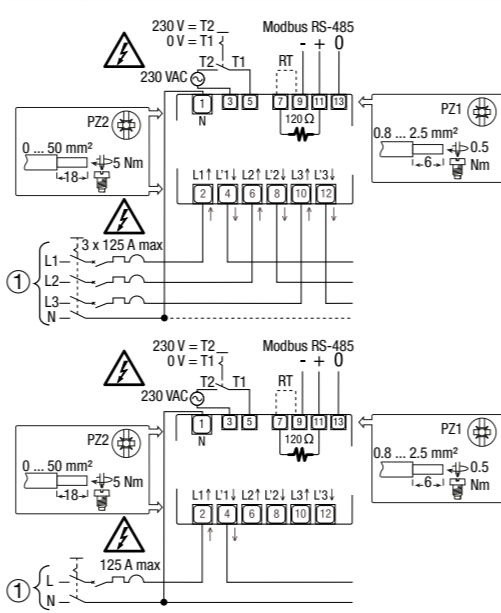 230 V = T2
0 V = T1
Modbus RS-485
- + 0
T2 T1
RT
230 VAC
1 3 5 7 9 11 13
N
120 Ω
PZ2
0 ... 50 mm²
5 Nm
18
PZ1
0.8 ... 2.5 mm²
0.5
Nm
6
L1↑ L'1↓ L2↑ L'2↓ L3↑ L'3↓
2 4 6 8 10 12
3 x 125 A max
1
L1
L2
L3
N
230 V = T2
0 V = T1
Modbus RS-485
- + 0
T2 T1
RT
230 VAC
1 3 5 7 9 11 13
N
120 Ω
PZ2
0 ... 50 mm²
5 Nm
18
PZ1
0.8 ... 2.5 mm²
0.5
Nm
6
L1↑ L'1↓ L2↑ L'2↓ L3↑ L'3↓
2 4 6 8 10 12
125 A max
1
L
N